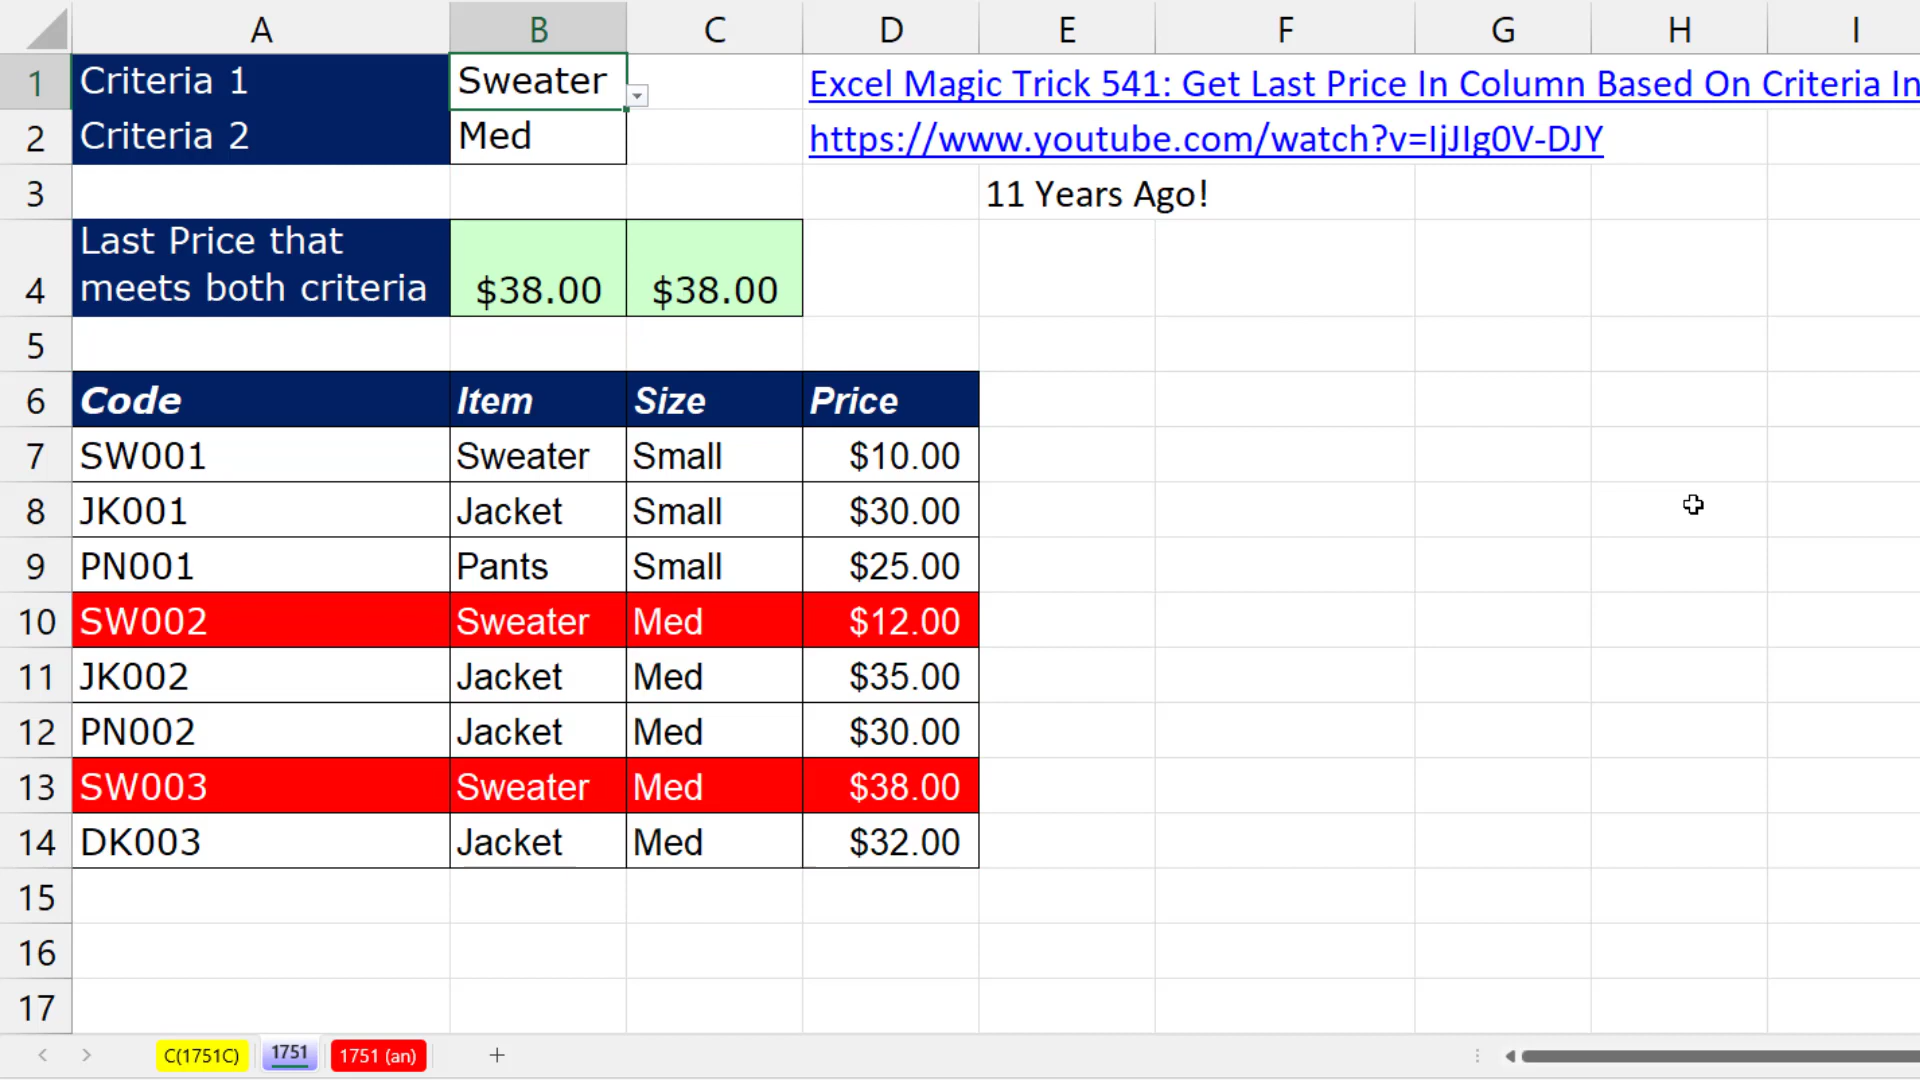 A B C D E F G H I
1 Criteria 1 Sweater Excel Magic Trick 541: Get Last Price In Column Based On Criteria In
2 Criteria 2 Med https://www.youtube.com/watch?v=IjJIg0V-DJY
3 11 Years Ago!
Last Price that
4 meets both criteria $38.00 $38.00
5
6 Code Item Size Price
7 SW001 Sweater Small $10.00
8 JK001 Jacket Small $30.00
9 PN001 Pants Small $25.00
10 SW002 Sweater Med $12.00
11 JK002 Jacket Med $35.00
12 PN002 Jacket Med $30.00
13 SW003 Sweater Med $38.00
14 DK003 Jacket Med $32.00
15
16
17
C(1751C) 1751 1751 (an)